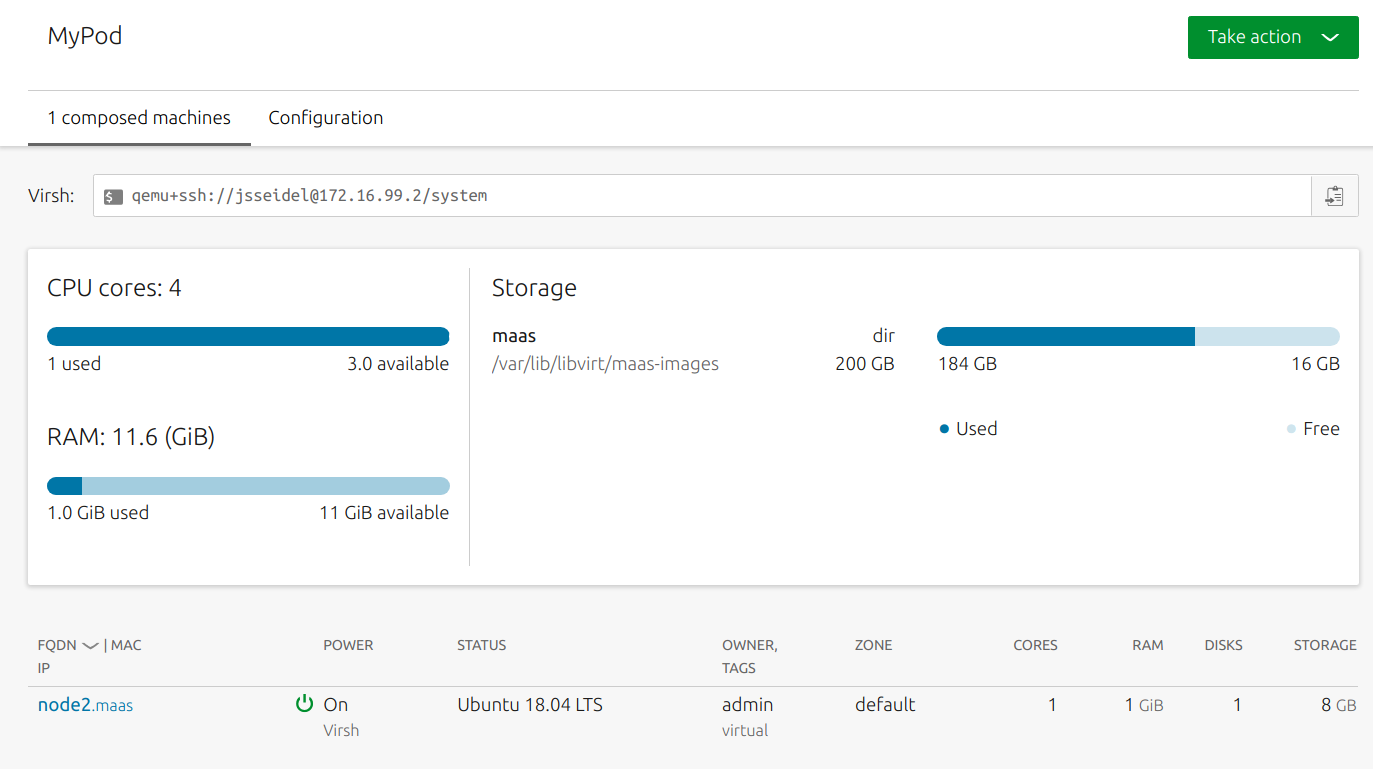 MyPod
Take action
1 composed machines Configuration
Virsh: qemu+ssh://jsseidel@172.16.99.2/system
CPU cores: 4
1 used 3.0 available
RAM: 11.6 (GiB)
1.0 GiB used 11 GiB available
Storage
maas dir
/var/lib/libvirt/maas-images 200 GB
184 GB 16 GB
Used Free
FQDN | MAC POWER STATUS OWNER, ZONE CORES RAM DISKS STORAGE
IP TAGS
node2.maas On Ubuntu 18.04 LTS admin default 1 1 GiB 1 8 GB
Virsh virtual